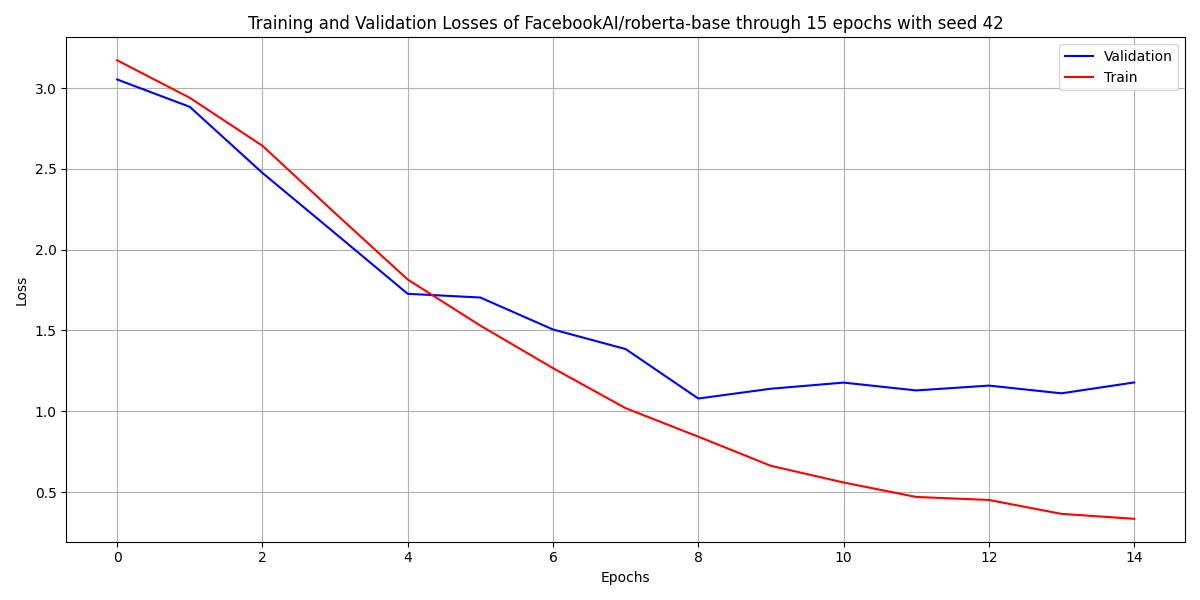 Training and Validation Losses of FacebookAI/roberta-base through 15 epochs with seed 42
Validation
Train
3.0
2.5
2.0
1.5
1.0
0.5
Loss
0 2 4 6 8 10 12 14
Epochs